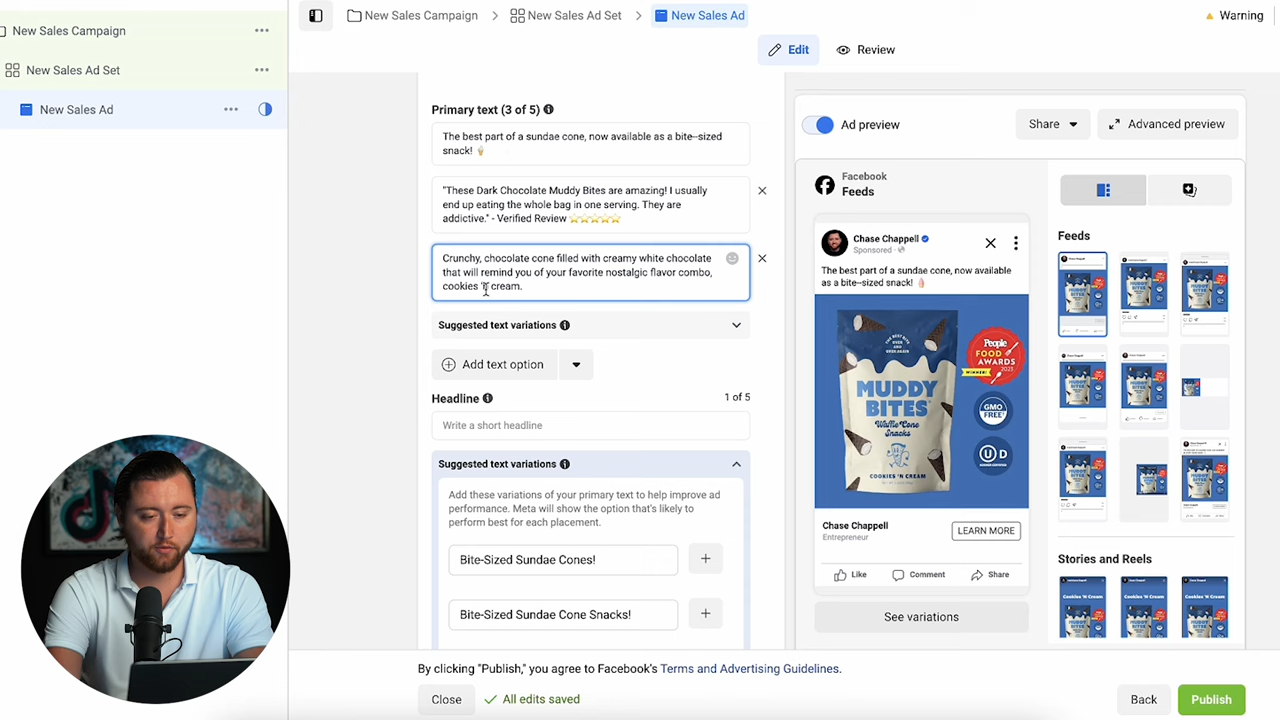 New Sales Campaign
New Sales Ad Set
New Sales Ad
New Sales Campaign > New Sales Ad Set > New Sales Ad
Warning
Edit
Review
Primary text (3 of 5)
The best part of a sundae cone, now available as a bite-sized
snack!
"These Dark Chocolate Muddy Bites are amazing! I usually
end up eating the whole bag in one serving. They are
addictive." - Verified Review
Crunchy, chocolate cone filled with creamy white chocolate
that will remind you of your favorite nostalgic flavor combo,
cookies 'n cream.
Suggested text variations
Add text option
Headline
1 of 5
Write a short headline
Suggested text variations
Add these variations of your primary text to help improve ad
performance. Meta will show the option that's likely to
perform best for each placement.
Bite-Sized Sundae Cones!
Bite-Sized Sundae Cone Snacks!
Ad preview
Share
Advanced preview
Facebook
Feeds
Chase Chappell
Sponsored
The best part of a sundae cone, now available
as a bite-sized snack!
MUDDY
BITES
Waffle Cone
Snacks
COOKIES 'N CREAM
People
FOOD
AWARDS
2023
WINNER!
GMO
FREE
U D
Chase Chappell
Entrepreneur
LEARN MORE
Like
Comment
Share
See variations
Feeds
Stories and Reels
Cookies 'N Cream
Cookies 'N Cream
Cookies 'N Cream
By clicking "Publish," you agree to Facebook's Terms and Advertising Guidelines.
Close
All edits saved
Back
Publish